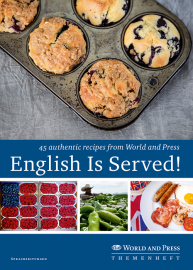 45 authentic recipes from World and Press
English Is Served!
WORLD AND PRESS
THEMENHEFT